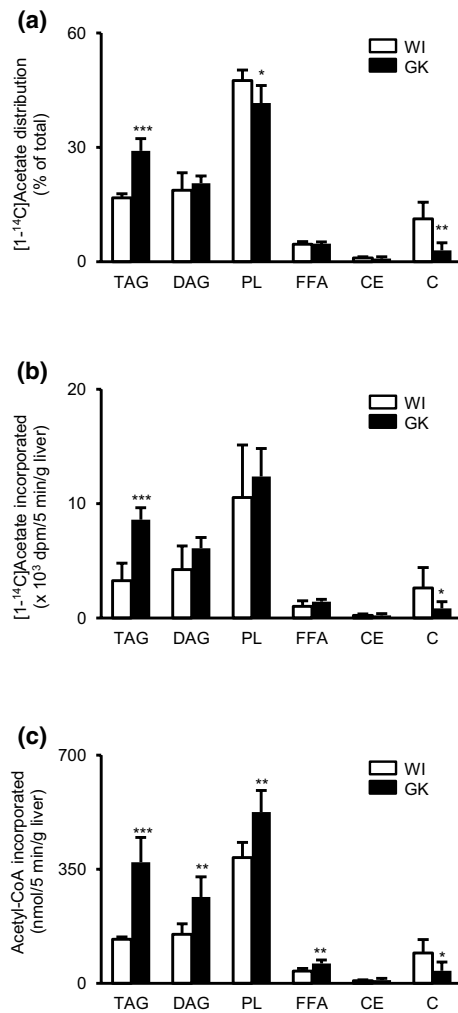 (a)
[1-¹⁴C]Acetate distribution
(% of total)
60
30
0
WI
GK
***
*
**
TAG DAG PL FFA CE C
(b)
[1-¹⁴C]Acetate incorporated
(x 10³ dpm/5 min/g liver)
20
10
0
WI
GK
***
*
TAG DAG PL FFA CE C
(c)
Acetyl-CoA incorporated
(nmol/5 min/g liver)
700
350
0
WI
GK
***
**
**
**
*
TAG DAG PL FFA CE C